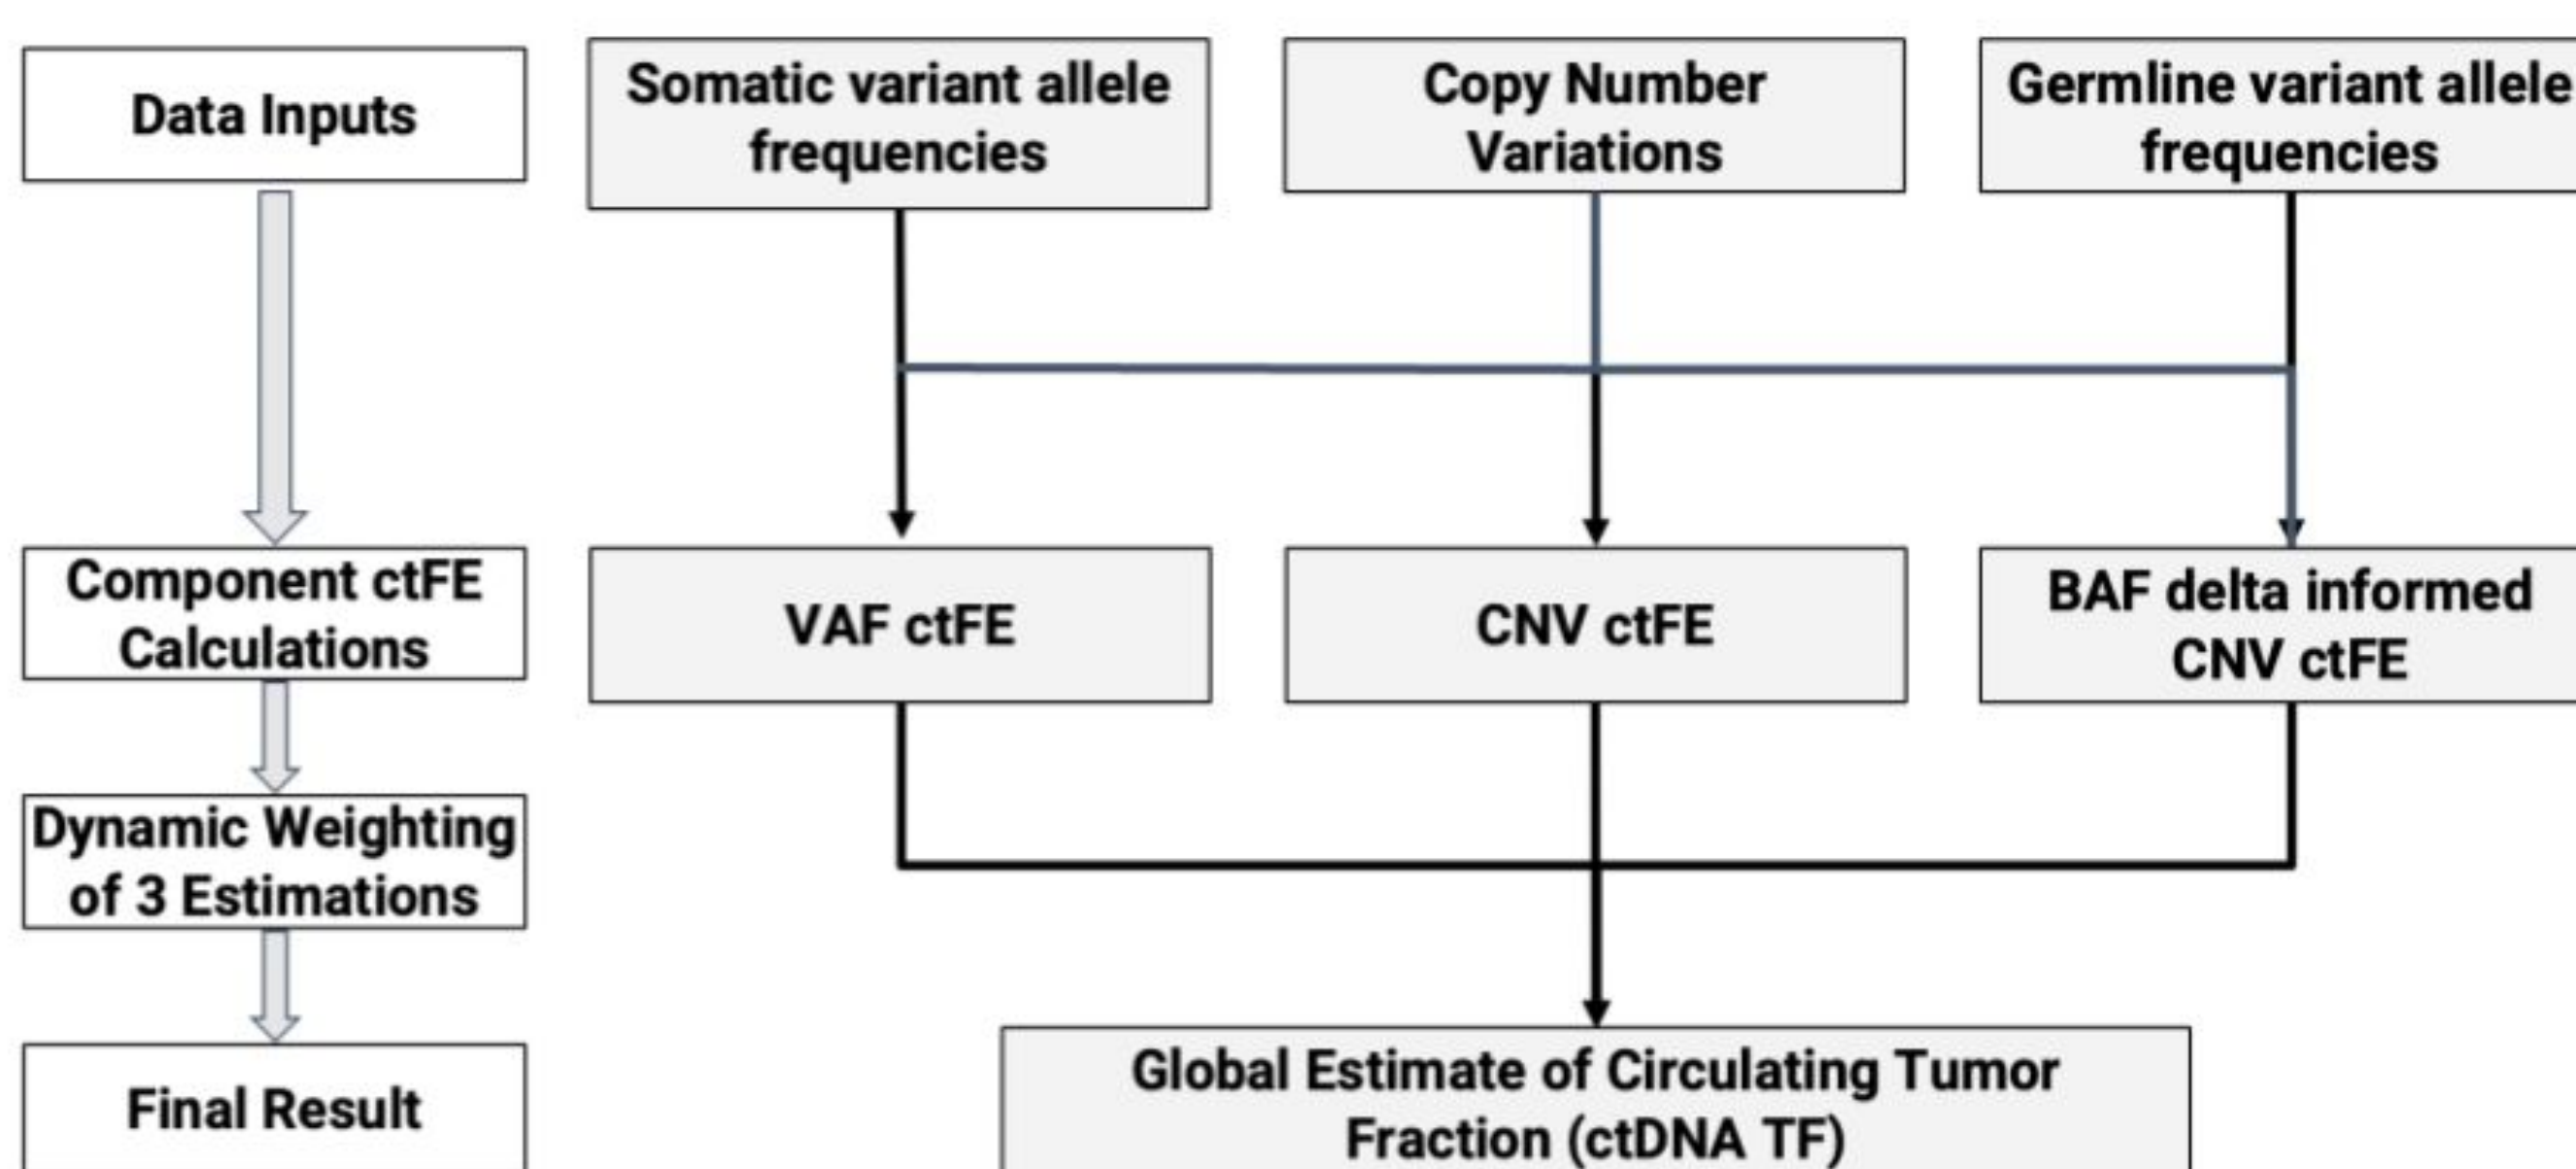 Data Inputs
Somatic variant allele
frequencies
Copy Number
Variations
Germline variant allele
frequencies
Component ctFE
Calculations
VAF ctFE
CNV ctFE
BAF delta informed
CNV ctFE
Dynamic Weighting
of 3 Estimations
Final Result
Global Estimate of Circulating Tumor
Fraction (ctDNA TF)